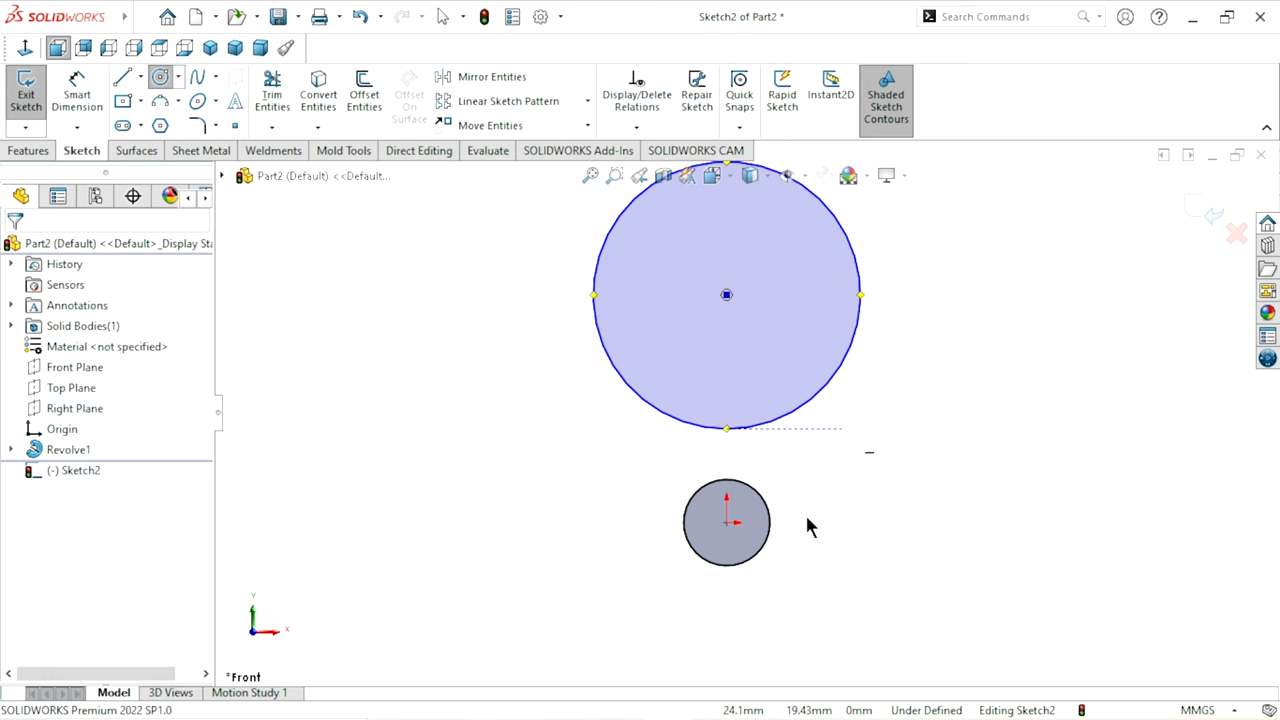 SOLIDWORKS
Sketch2 of Part2 *
Search Commands
Exit Sketch
Smart Dimension
Trim Entities
Convert Entities
Offset Entities
Offset On Surface
Mirror Entities
Linear Sketch Pattern
Move Entities
Display/Delete Relations
Repair Sketch
Quick Snaps
Rapid Sketch
Instant2D
Shaded Sketch Contours
Features Sketch Surfaces Sheet Metal Weldments Mold Tools Direct Editing Evaluate SOLIDWORKS Add-Ins SOLIDWORKS CAM
Part2 (Default) <<Default...
Part2 (Default) <<Default>_Display Sta
History
Sensors
Annotations
Solid Bodies(1)
Material <not specified>
Front Plane
Top Plane
Right Plane
Origin
Revolve1
(-) Sketch2
Y
X
*Front
Model 3D Views Motion Study 1
SOLIDWORKS Premium 2022 SP1.0 24.1mm 19.43mm 0mm Under Defined Editing Sketch2 MMGS